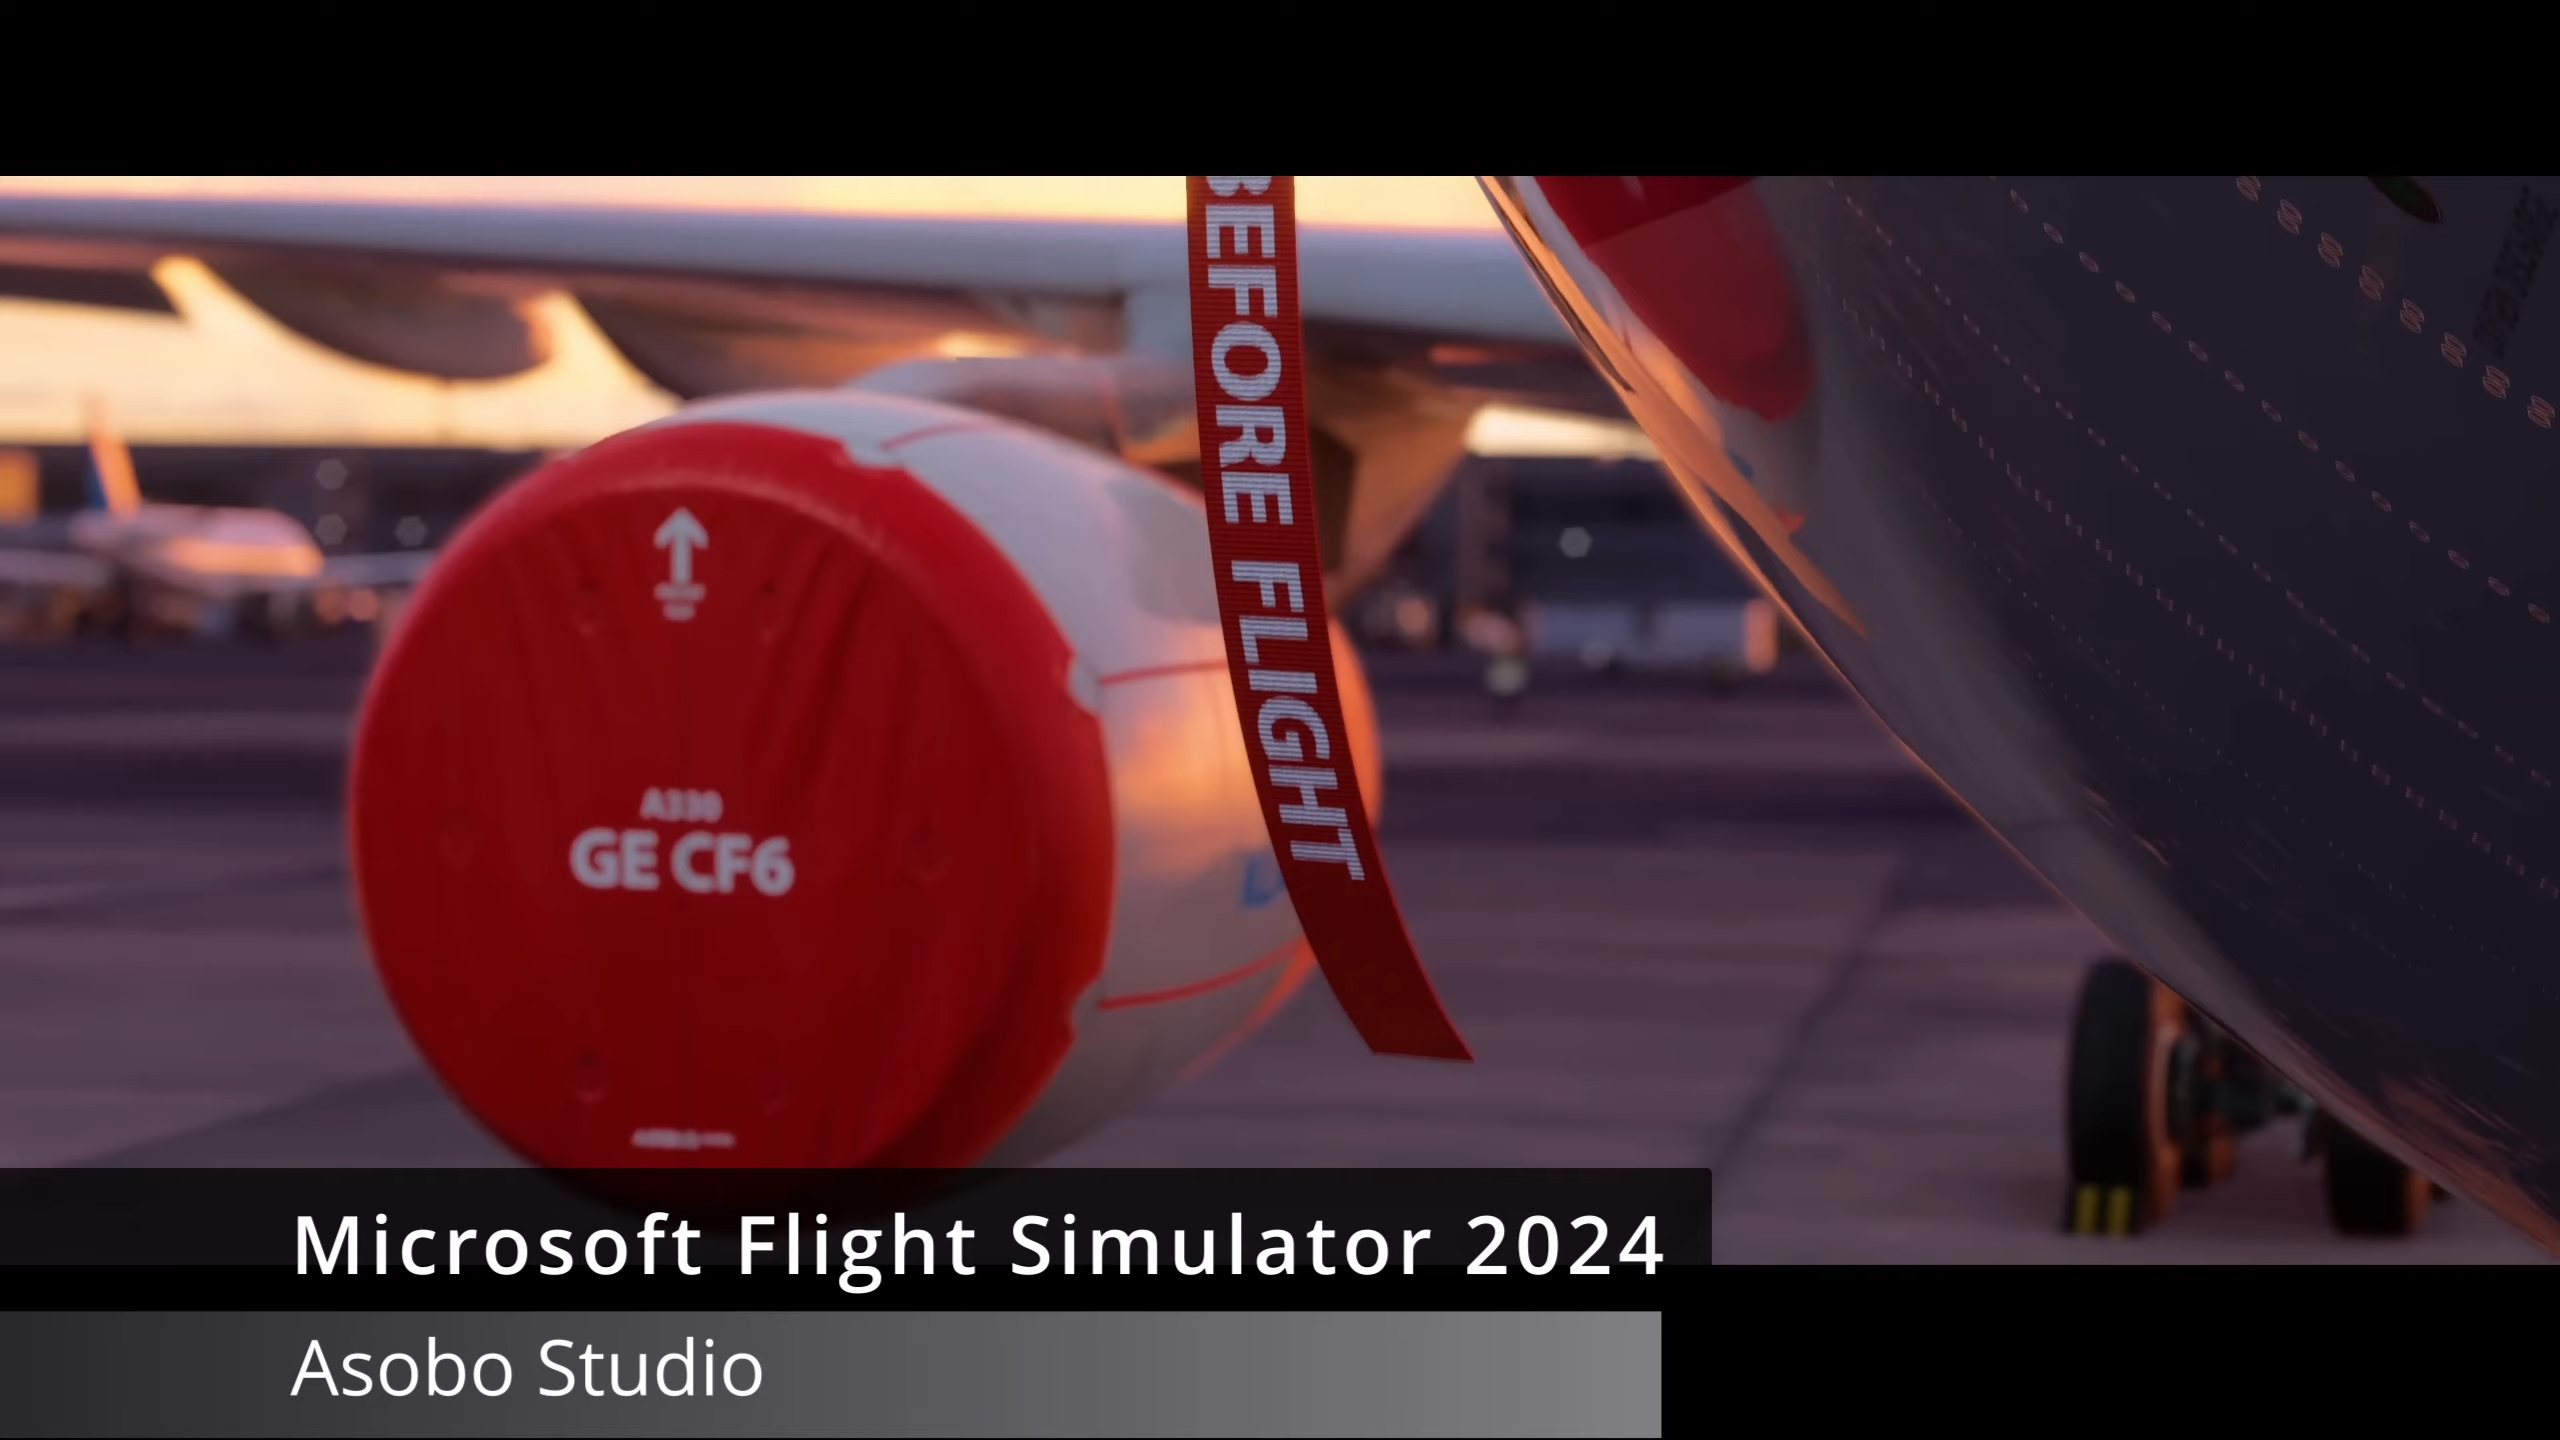 BEFORE FLIGHT
A330
GE CF6
Microsoft Flight Simulator 2024
Asobo Studio